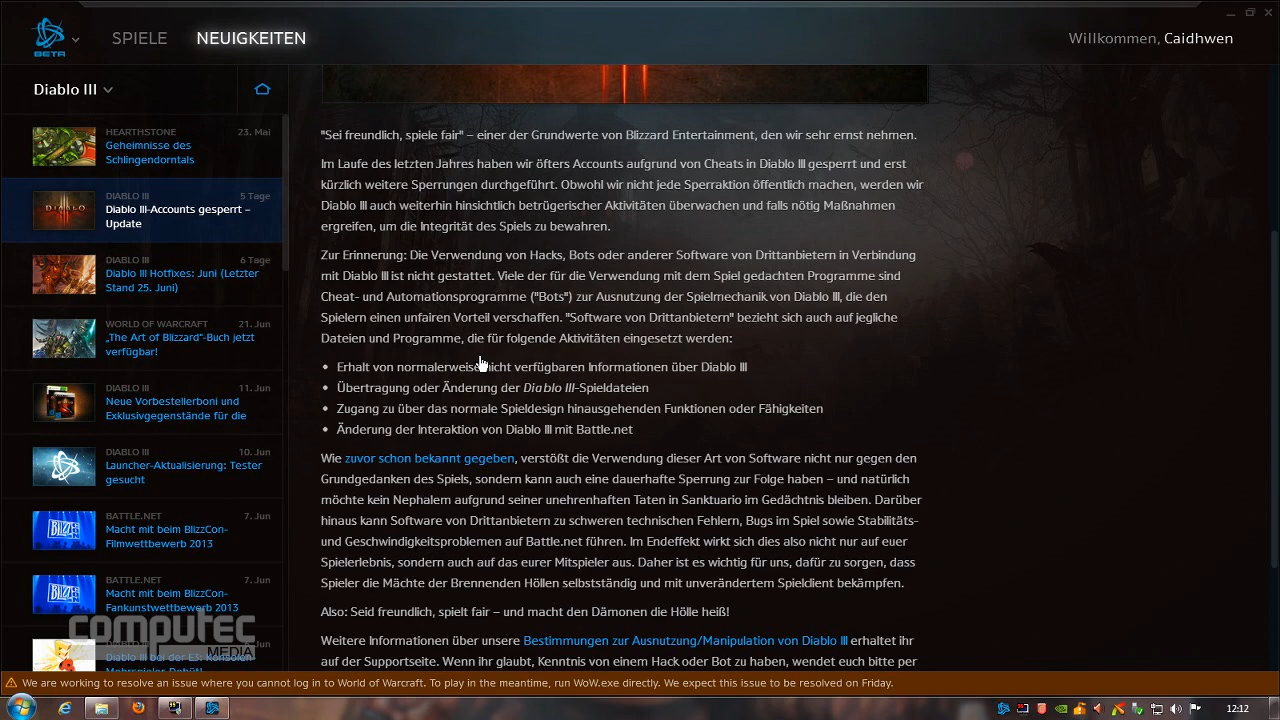 BETA
SPIELE
NEUIGKEITEN
Willkommen, Caidhwen
Diablo III
HEARTHSTONE 23. Mai
Geheimnisse des
Schlingendorntals
DIABLO III 5 Tage
Diablo III-Accounts gesperrt –
Update
DIABLO III 6 Tage
Diablo III Hotfixes: Juni (Letzter
Stand 25. Juni)
WORLD OF WARCRAFT 21. Jun
„The Art of Blizzard"-Buch jetzt
verfügbar!
DIABLO III 11. Jun
Neue Vorbestellerboni und
Exklusivgegenstände für die
DIABLO III 10. Jun
Launcher-Aktualisierung: Tester
gesucht
BATTLE.NET 7. Jun
Macht mit beim BlizzCon-
Filmwettbewerb 2013
BATTLE.NET 7. Jun
Macht mit beim BlizzCon-
Fankunstwettbewerb 2013
Diablo III bei der E3: Konsolen
computec
MEDIA
"Sei freundlich, spiele fair" – einer der Grundwerte von Blizzard Entertainment, den wir sehr ernst nehmen.
Im Laufe des letzten Jahres haben wir öfters Accounts aufgrund von Cheats in Diablo III gesperrt und erst
kürzlich weitere Sperrungen durchgeführt. Obwohl wir nicht jede Sperraktion öffentlich machen, werden wir
Diablo III auch weiterhin hinsichtlich betrügerischer Aktivitäten überwachen und falls nötig Maßnahmen
ergreifen, um die Integrität des Spiels zu bewahren.
Zur Erinnerung: Die Verwendung von Hacks, Bots oder anderer Software von Drittanbietern in Verbindung
mit Diablo III ist nicht gestattet. Viele der für die Verwendung mit dem Spiel gedachten Programme sind
Cheat- und Automationsprogramme ("Bots") zur Ausnutzung der Spielmechanik von Diablo III, die den
Spielern einen unfairen Vorteil verschaffen. "Software von Drittanbietern" bezieht sich auch auf jegliche
Dateien und Programme, die für folgende Aktivitäten eingesetzt werden:
• Erhalt von normalerweise nicht verfügbaren Informationen über Diablo III
• Übertragung oder Änderung der Diablo III-Spieldateien
• Zugang zu über das normale Spieldesign hinausgehenden Funktionen oder Fähigkeiten
• Änderung der Interaktion von Diablo III mit Battle.net
Wie zuvor schon bekannt gegeben, verstößt die Verwendung dieser Art von Software nicht nur gegen den
Grundgedanken des Spiels, sondern kann auch eine dauerhafte Sperrung zur Folge haben – und natürlich
möchte kein Nephalem aufgrund seiner unehrenhaften Taten in Sanktuario im Gedächtnis bleiben. Darüber
hinaus kann Software von Drittanbietern zu schweren technischen Fehlern, Bugs im Spiel sowie Stabilitäts-
und Geschwindigkeitsproblemen auf Battle.net führen. Im Endeffekt wirkt sich dies also nicht nur auf euer
Spielerlebnis, sondern auch auf das eurer Mitspieler aus. Daher ist es wichtig für uns, dafür zu sorgen, dass
Spieler die Mächte der Brennenden Höllen selbstständig und mit unverändertem Spielclient bekämpfen.
Also: Seid freundlich, spielt fair – und macht den Dämonen die Hölle heiß!
Weitere Informationen über unsere Bestimmungen zur Ausnutzung/Manipulation von Diablo III erhaltet ihr
auf der Supportseite. Wenn ihr glaubt, Kenntnis von einem Hack oder Bot zu haben, wendet euch bitte per
We are working to resolve an issue where you cannot log in to World of Warcraft. To play in the meantime, run WoW.exe directly. We expect this issue to be resolved on Friday.
12:12